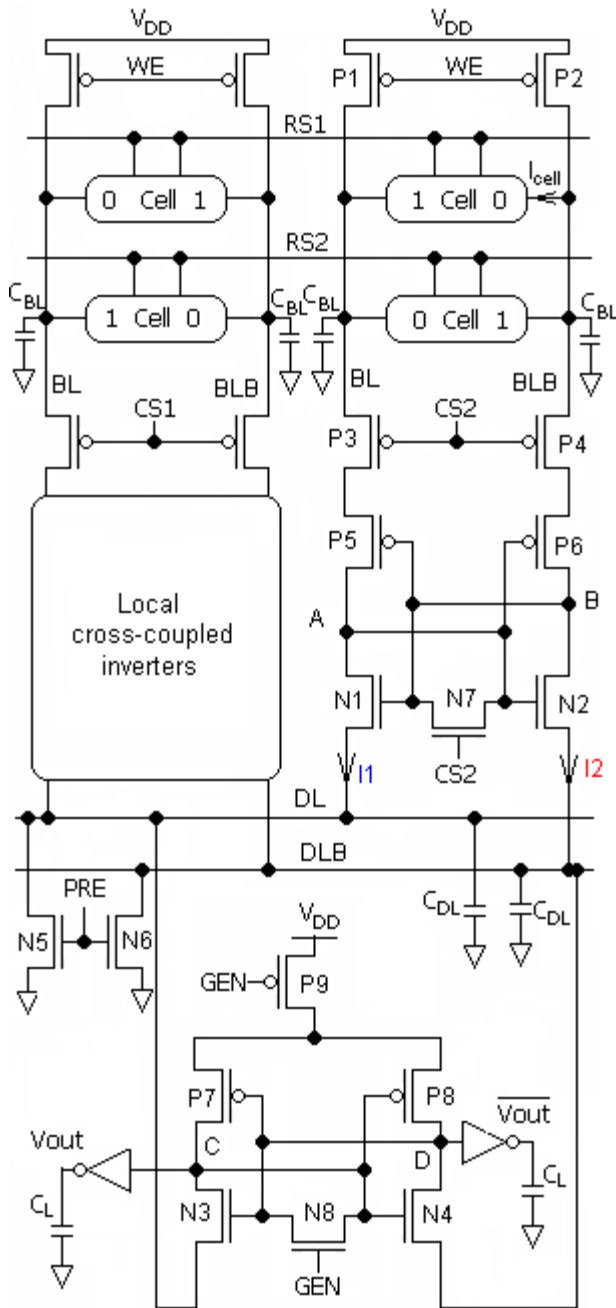 VDD VDD
WE P1 WE P2
RS1
0 Cell 1 1 Cell 0 Icell
RS2
CBL 1 Cell 0 CBL CBL 0 Cell 1 CBL
BL BLB BL BLB
CS1 P3 CS2 P4
P5 P6
Local
cross-coupled
inverters
A B
N1 N7 N2
CS2
I1 I2
DL
DLB
PRE
N5 N6 CDL CDL
VDD
GEN P9
P7 P8
Vout C D Vout
CL N3 N8 N4 CL
GEN